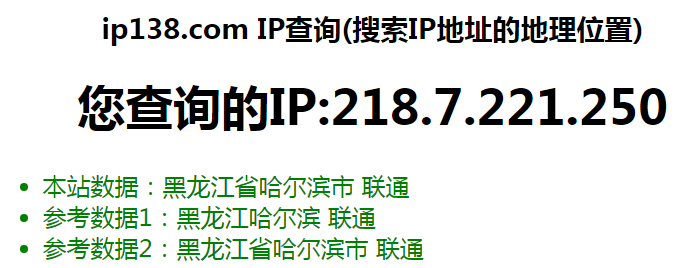 ip138.com IP查询(搜索IP地址的地理位置)
您查询的IP:218.7.221.250
本站数据：黑龙江省哈尔滨市 联通
参考数据1：黑龙江哈尔滨 联通
参考数据2：黑龙江省哈尔滨市 联通